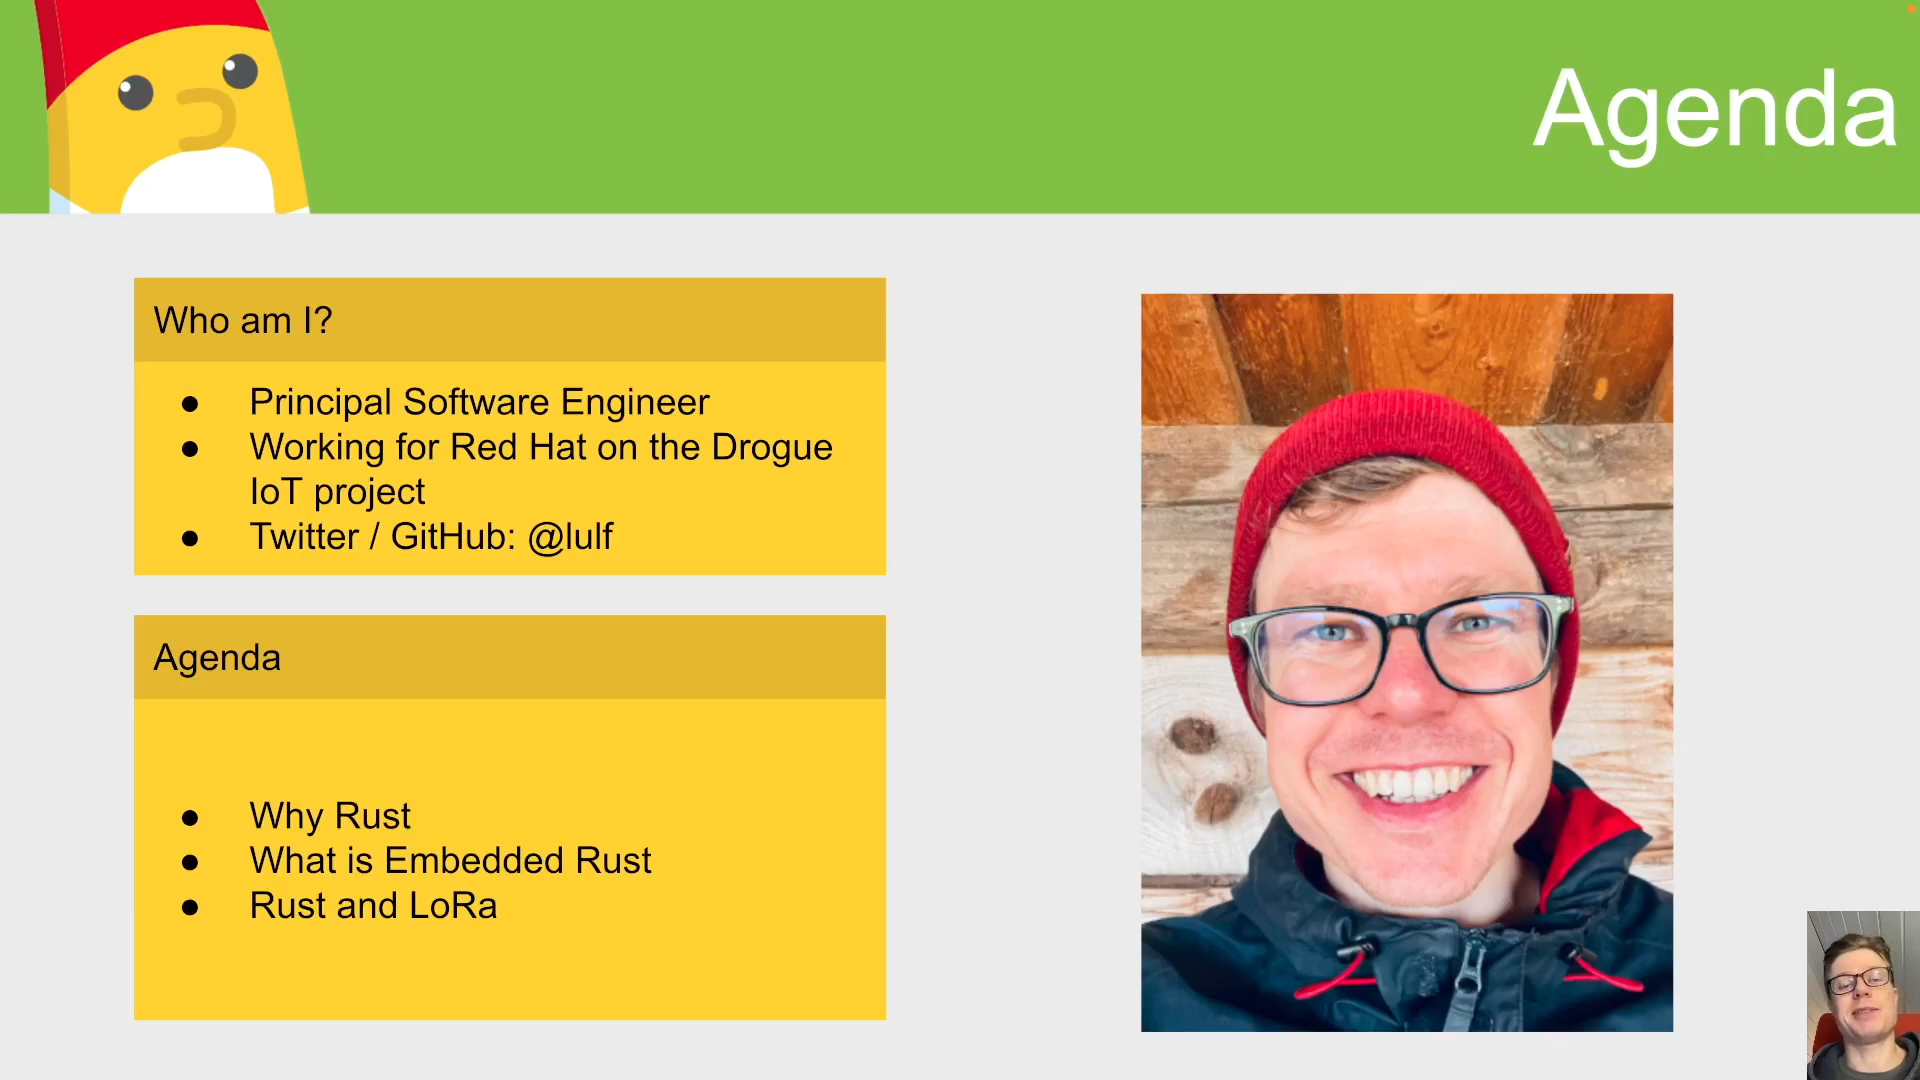 Agenda
Who am I?
● Principal Software Engineer
● Working for Red Hat on the Drogue
IoT project
● Twitter / GitHub: @lulf
Agenda
● Why Rust
● What is Embedded Rust
● Rust and LoRa